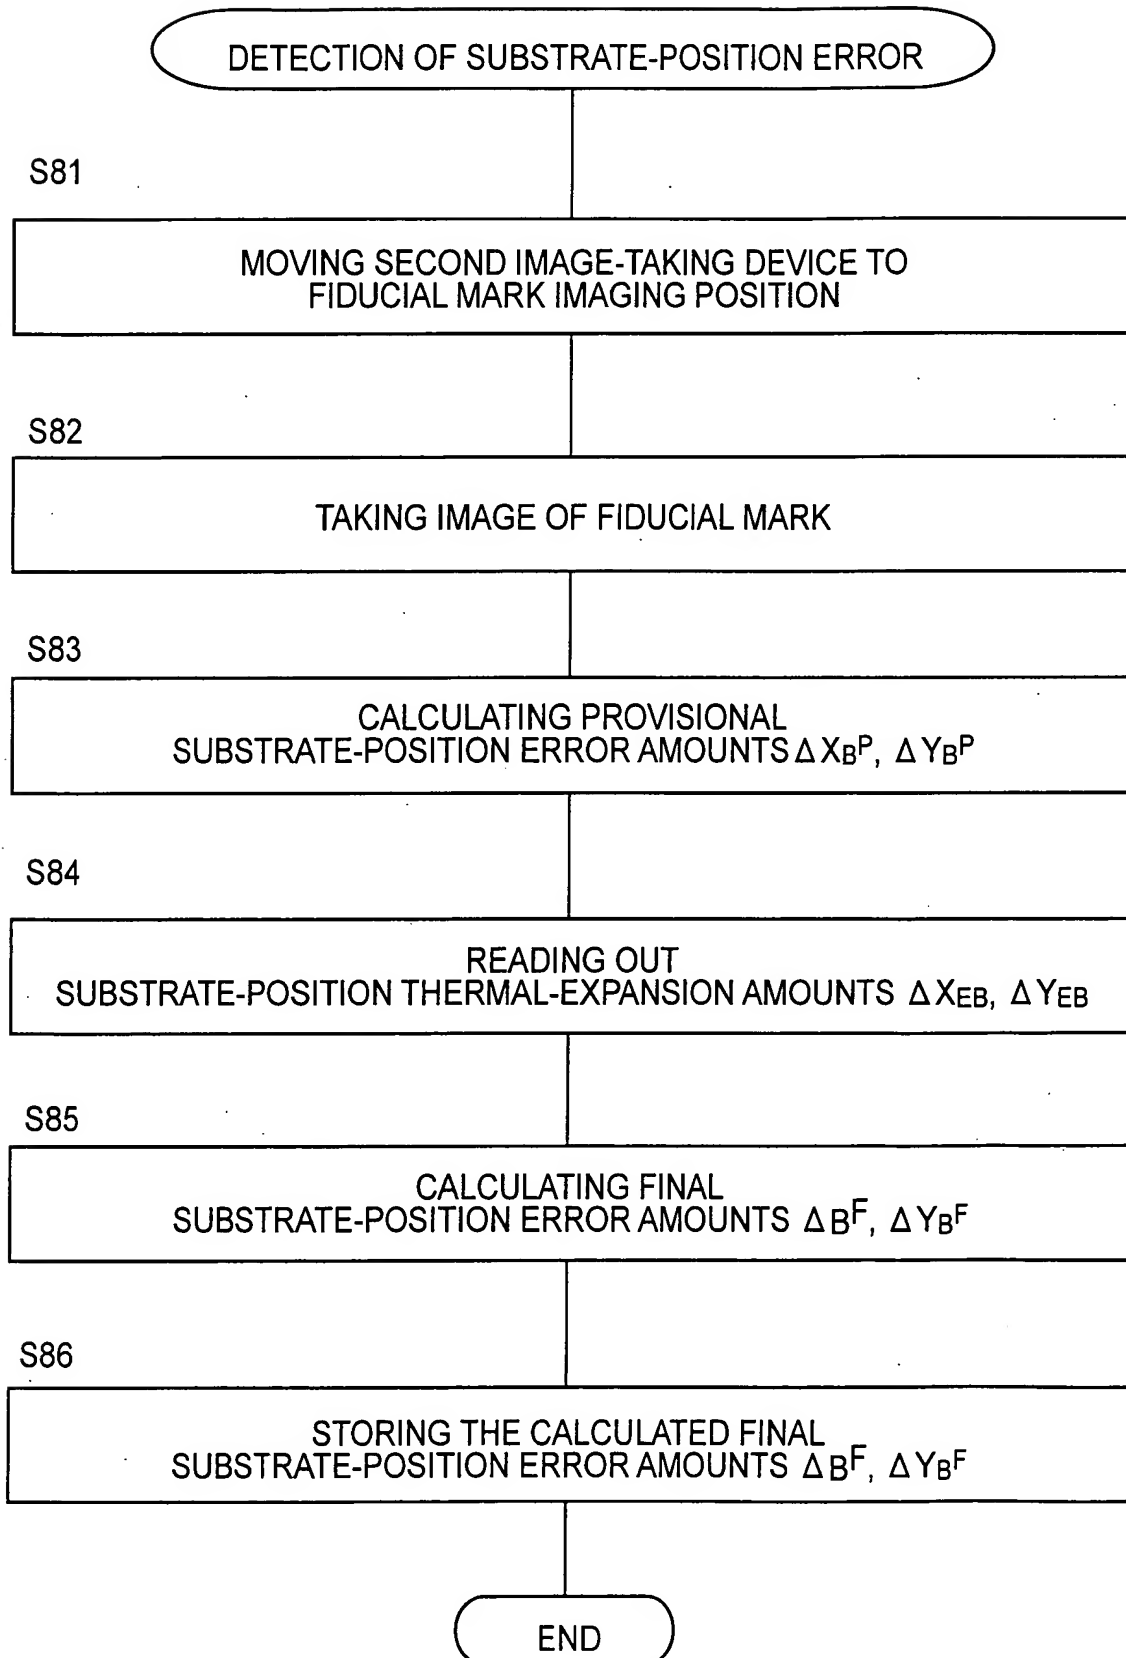 DETECTION OF SUBSTRATE-POSITION ERROR
S81
MOVING SECOND IMAGE-TAKING DEVICE TO
FIDUCIAL MARK IMAGING POSITION
S82
TAKING IMAGE OF FIDUCIAL MARK
S83
CALCULATING PROVISIONAL
SUBSTRATE-POSITION ERROR AMOUNTS ΔXBP, ΔYBP
S84
READING OUT
SUBSTRATE-POSITION THERMAL-EXPANSION AMOUNTS ΔXEB, ΔYEB
S85
CALCULATING FINAL
SUBSTRATE-POSITION ERROR AMOUNTS ΔBF, ΔYBF
S86
STORING THE CALCULATED FINAL
SUBSTRATE-POSITION ERROR AMOUNTS ΔBF, ΔYBF
END